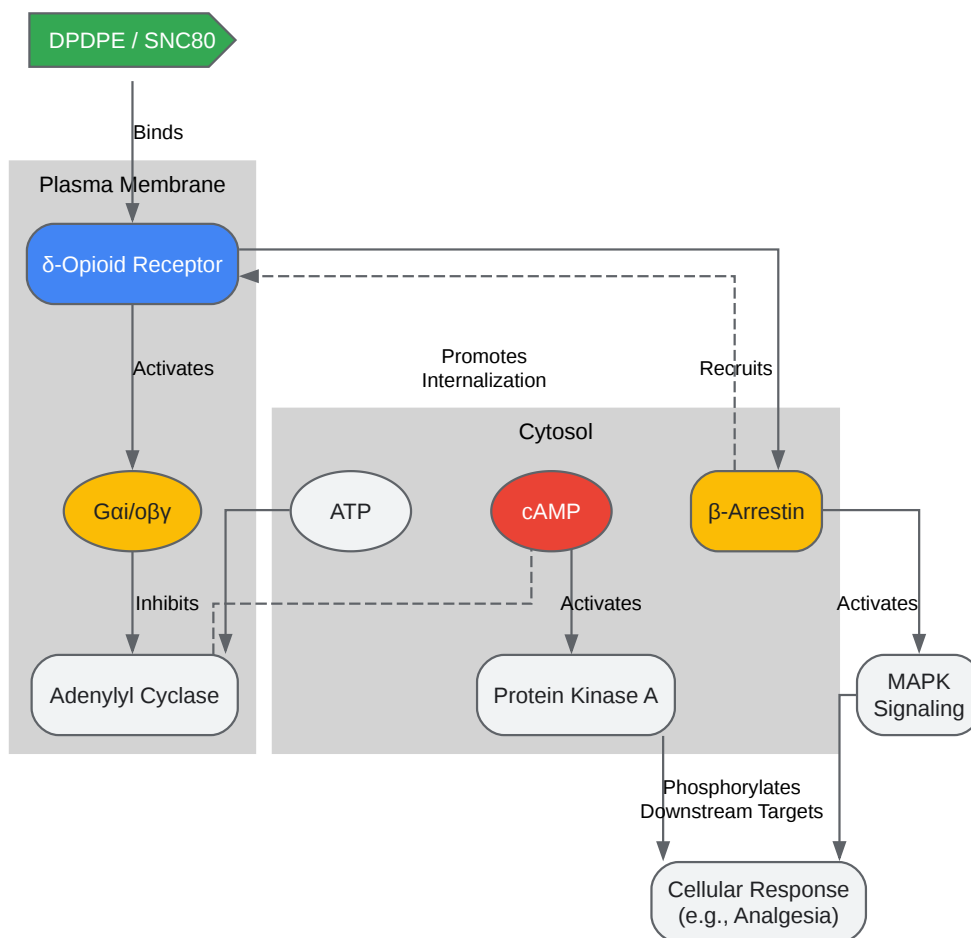 DPDPE / SNC80
Binds
Plasma Membrane
δ-Opioid Receptor
Activates
Promotes
Internalization
Recruits
Cytosol
Gαi/oβγ
ATP
cAMP
β-Arrestin
Inhibits
Activates
Activates
Adenylyl Cyclase
Protein Kinase A
MAPK
Signaling
Phosphorylates
Downstream Targets
Cellular Response
(e.g., Analgesia)